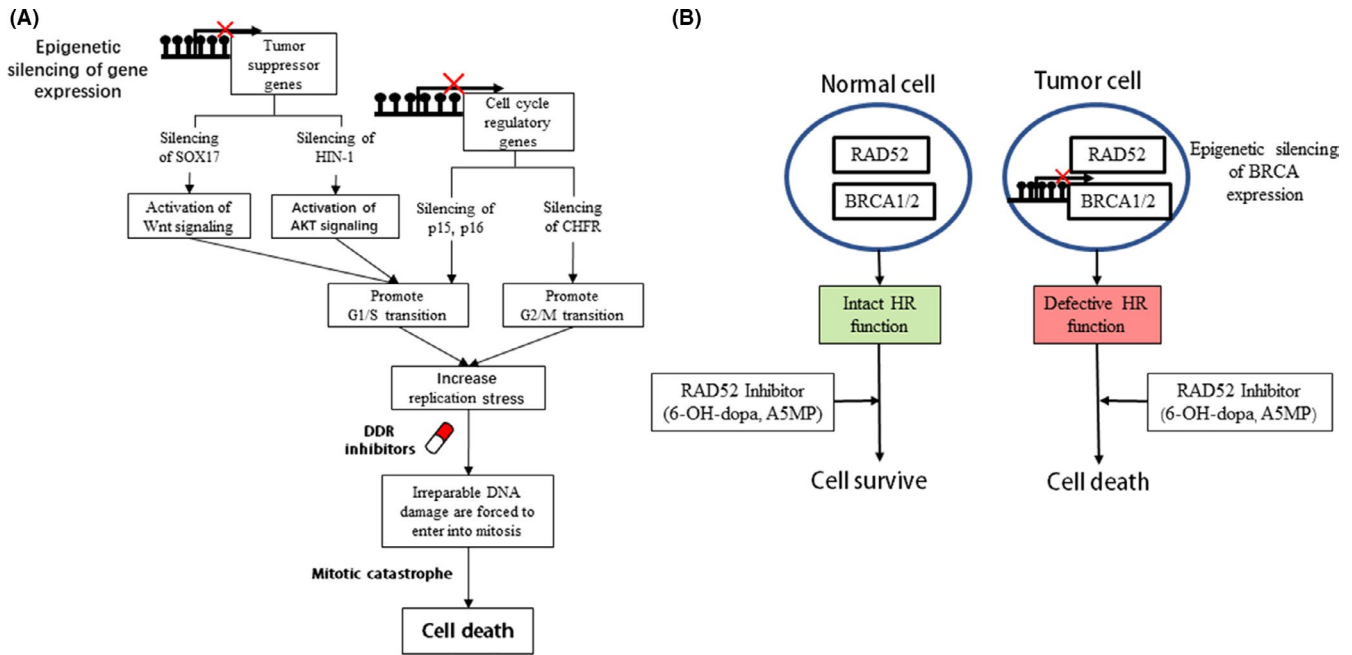 (A)
Epigenetic
silencing of gene
expression
Tumor
suppressor
genes
Cell cycle
regulatory
genes
Silencing
of SOX17
Silencing of
HIN-1
Activation of
Wnt signaling
Activation of
AKT signaling
Silencing of
p15, p16
Silencing
of CHFR
Promote
G1/S transition
Promote
G2/M transition
Increase
replication stress
DDR
inhibitors
Irreparable DNA
damage are forced to
enter into mitosis
Mitotic catastrophe
Cell death
(B)
Normal cell
RAD52
BRCA1/2
Intact HR
function
RAD52 Inhibitor
(6-OH-dopa, A5MP)
Cell survive
Tumor cell
RAD52
BRCA1/2
Epigenetic silencing
of BRCA
expression
Defective HR
function
RAD52 Inhibitor
(6-OH-dopa, A5MP)
Cell death